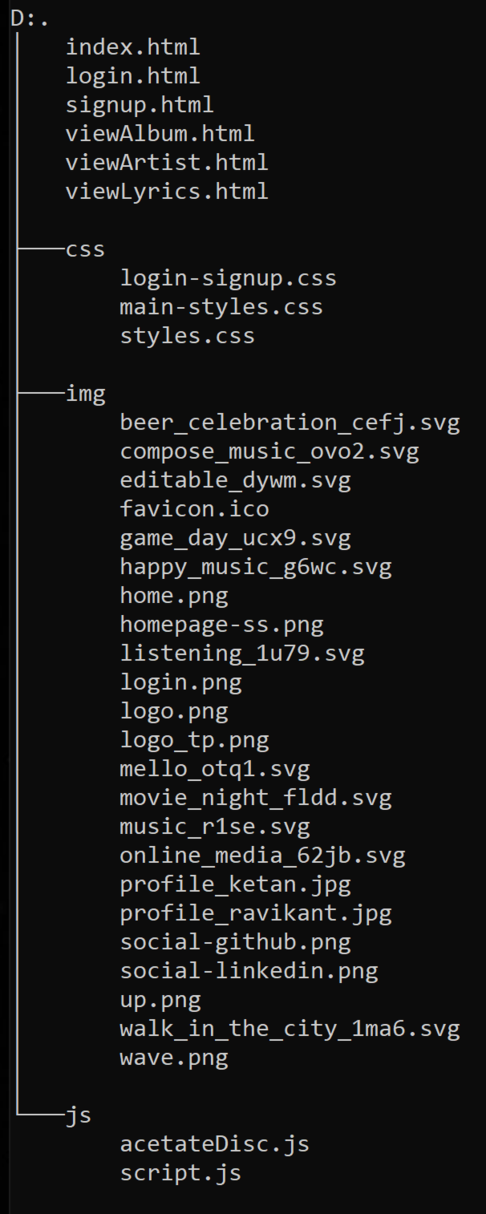 D:.
index.html
login.html
signup.html
viewAlbum.html
viewArtist.html
viewLyrics.html
css
login-signup.css
main-styles.css
styles.css
img
beer_celebration_cefj.svg
compose_music_ovo2.svg
editable_dywm.svg
favicon.ico
game_day_ucx9.svg
happy_music_g6wc.svg
home.png
homepage-ss.png
listening_1u79.svg
login.png
logo.png
logo_tp.png
mello_otq1.svg
movie_night_fldd.svg
music_r1se.svg
online_media_62jb.svg
profile_ketan.jpg
profile_ravikant.jpg
social-github.png
social-linkedin.png
up.png
walk_in_the_city_1ma6.svg
wave.png
js
acetateDisc.js
script.js